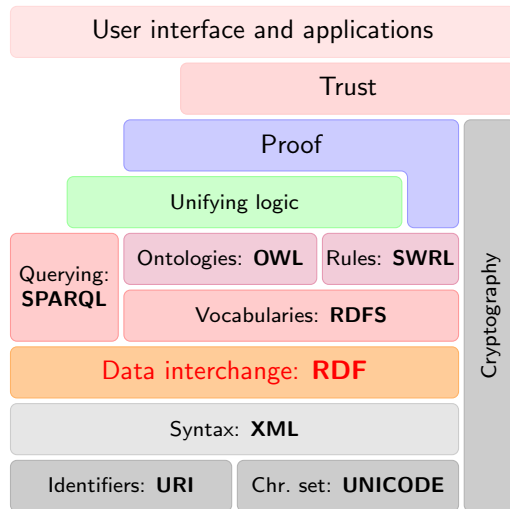 User interface and applications
Trust
Proof
Unifying logic
Querying:
SPARQL
Ontologies: OWL
Rules: SWRL
Vocabularies: RDFS
Cryptography
Data interchange: RDF
Syntax: XML
Identifiers: URI
Chr. set: UNICODE